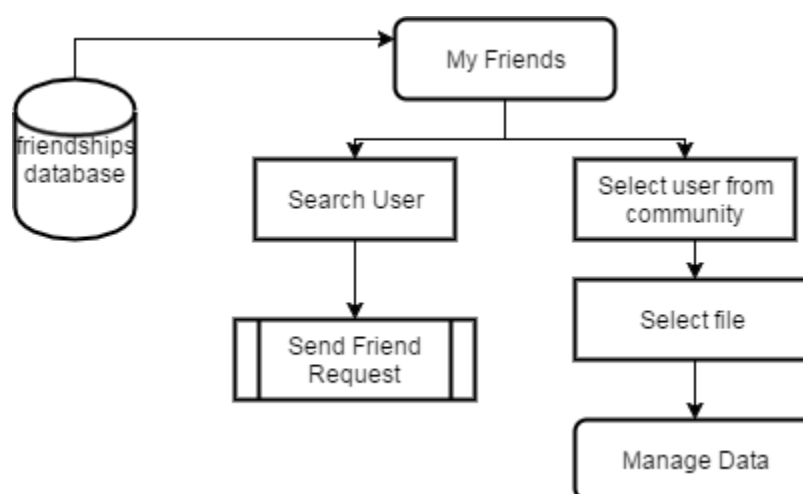 My Friends
friendships
database
Search User
Select user from
community
Send Friend
Request
Select file
Manage Data